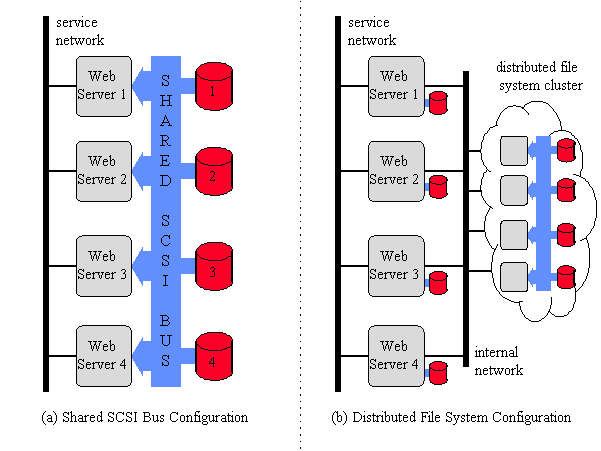 service
network
Web
Server 1
Web
Server 2
Web
Server 3
Web
Server 4
SHARED SCSI BUS
1
2
3
4
(a) Shared SCSI Bus Configuration
service
network
Web
Server 1
Web
Server 2
Web
Server 3
Web
Server 4
distributed file
system cluster
internal
network
(b) Distributed File System Configuration